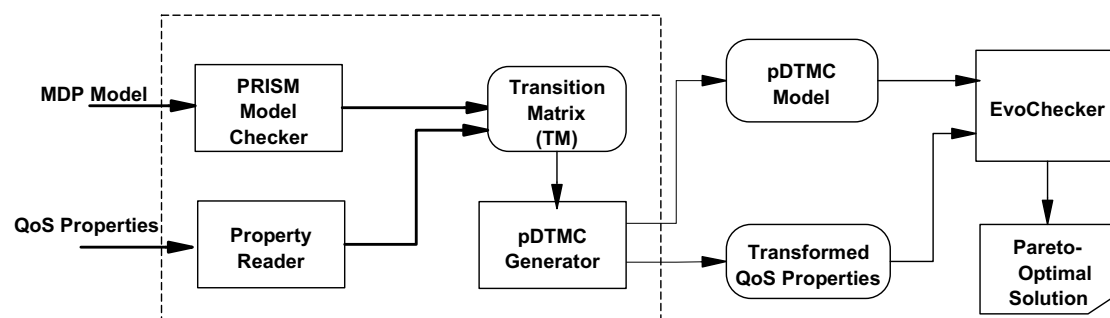 MDP Model
PRISM
Model
Checker
Transition
Matrix
(TM)
pDTMC
Model
EvoChecker
QoS Properties
Property
Reader
pDTMC
Generator
Transformed
QoS Properties
Pareto-
Optimal
Solution